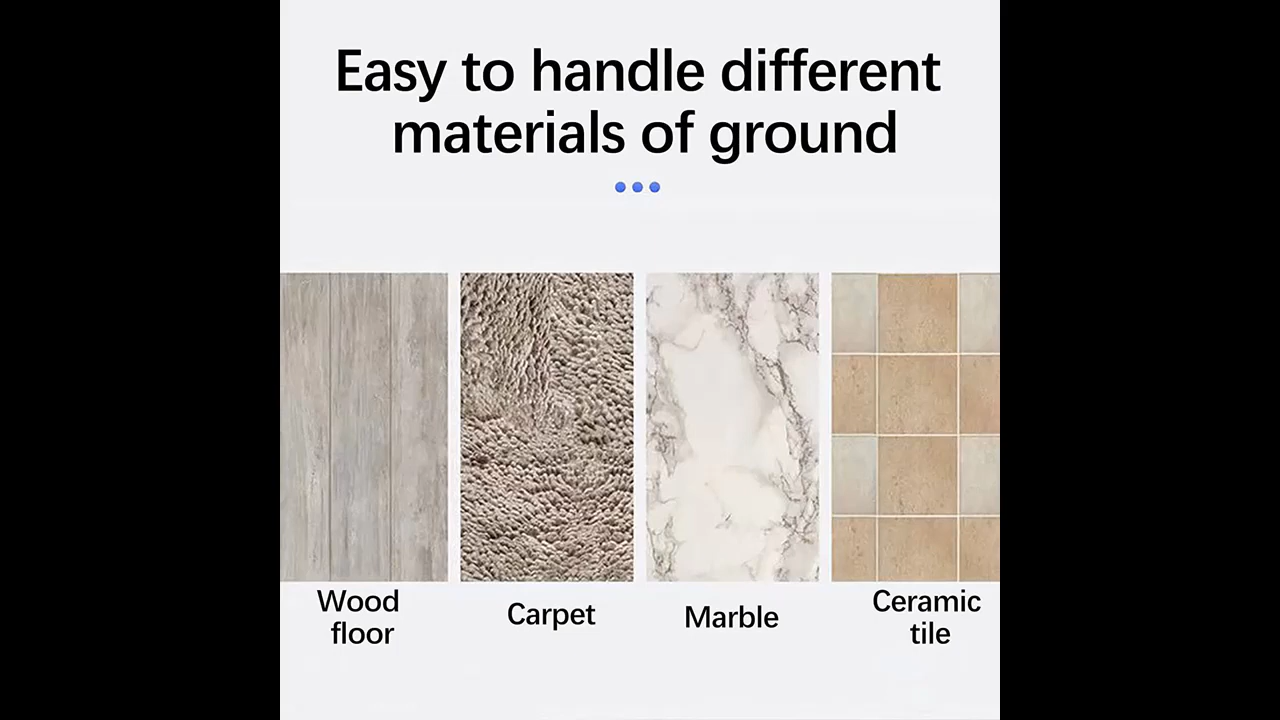 Easy to handle different
materials of ground
Wood
floor
Carpet
Marble
Ceramic
tile